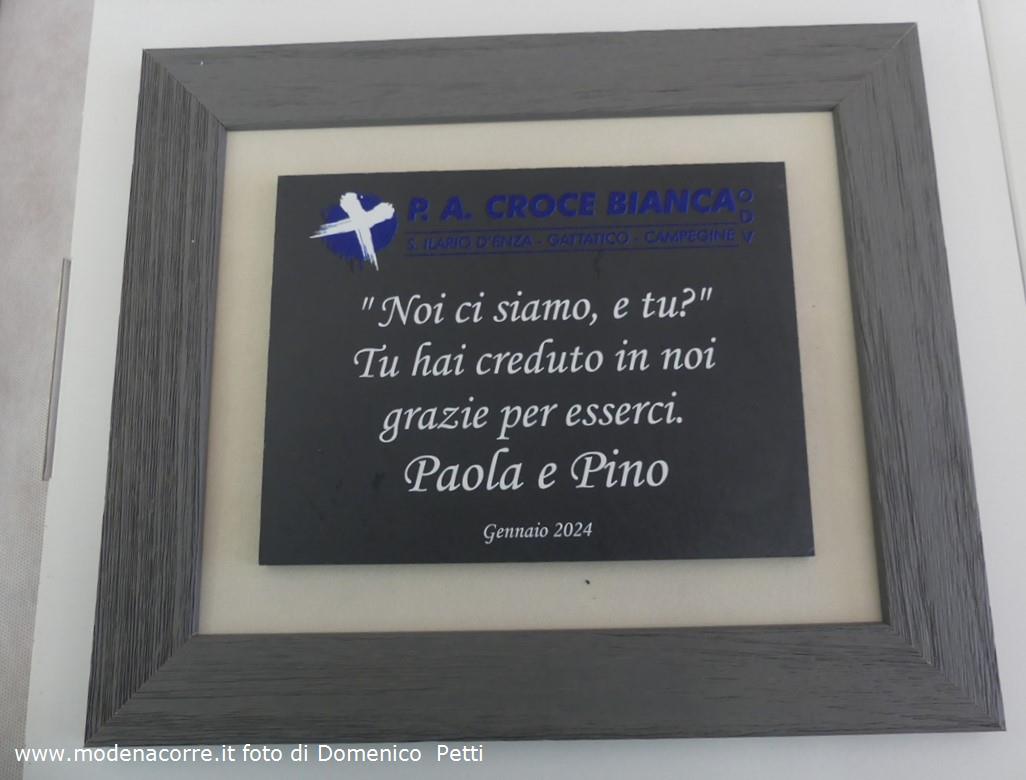 P. A. CROCE BIANCA ODV
S. ILARIO D'ENZA - GATTATICO - CAMPEGINE
"Noi ci siamo, e tu?"
Tu hai creduto in noi
grazie per esserci.
Paola e Pino
Gennaio 2024
www.modenacorre.it foto di Domenico Petti